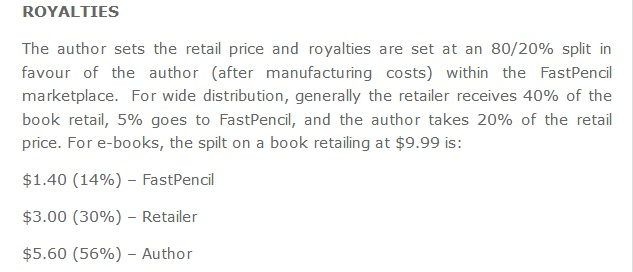 ROYALTIES
The author sets the retail price and royalties are set at an 80/20% split in
favour of the author (after manufacturing costs) within the FastPencil
marketplace. For wide distribution, generally the retailer receives 40% of the
book retail, 5% goes to FastPencil, and the author takes 20% of the retail
price. For e-books, the spilt on a book retailing at $9.99 is:
$1.40 (14%) – FastPencil
$3.00 (30%) – Retailer
$5.60 (56%) – Author